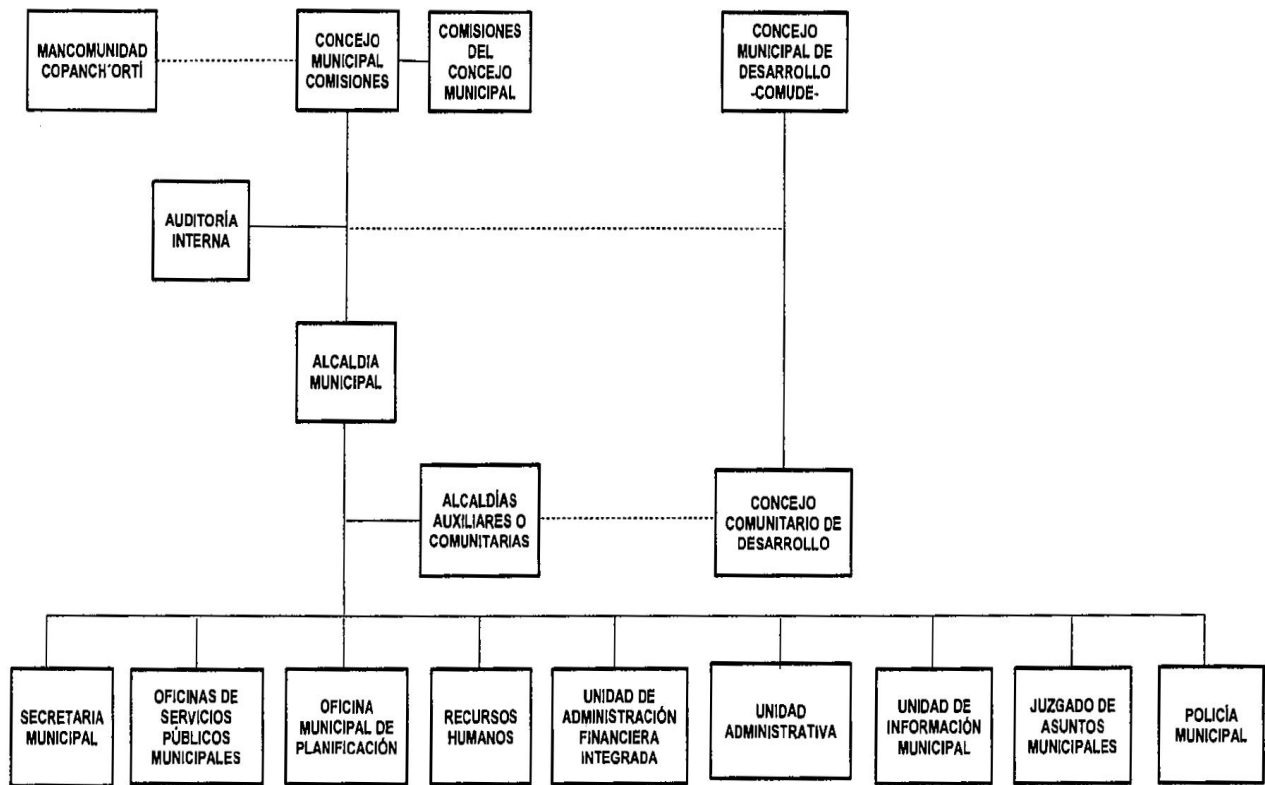 MANCOMUNIDAD
COPANCH´ORTÍ
CONCEJO
MUNICIPAL
COMISIONES
COMISIONES
DEL
CONCEJO
MUNICIPAL
CONCEJO
MUNICIPAL DE
DESARROLLO
-COMUDE-
AUDITORÍA
INTERNA
ALCALDIA
MUNICIPAL
ALCALDÍAS
AUXILIARES O
COMUNITARIAS
CONCEJO
COMUNITARIO DE
DESARROLLO
SECRETARIA
MUNICIPAL
OFICINAS DE
SERVICIOS
PÚBLICOS
MUNICIPALES
OFICINA
MUNICIPAL DE
PLANIFICACIÓN
RECURSOS
HUMANOS
UNIDAD DE
ADMINISTRACIÓN
FINANCIERA
INTEGRADA
UNIDAD
ADMINISTRATIVA
UNIDAD DE
INFORMACIÓN
MUNICIPAL
JUZGADO DE
ASUNTOS
MUNICIPALES
POLICÍA
MUNICIPAL